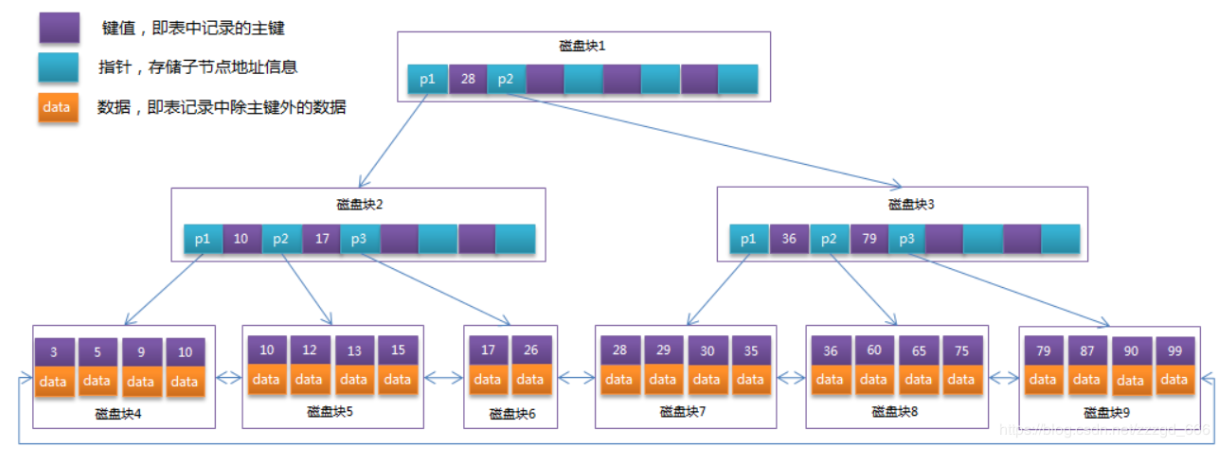 键值，即表中记录的主键
指针，存储子节点地址信息
data 数据，即表记录中除主键外的数据
磁盘块1
p1 28 p2
磁盘块2
p1 10 p2 17 p3
磁盘块3
p1 36 p2 79 p3
3 5 9 10
data data data data
磁盘块4
10 12 13 15
data data data data
磁盘块5
17 26
data data
磁盘块6
28 29 30 35
data data data data
磁盘块7
36 60 65 75
data data data data
磁盘块8
79 87 90 99
data data data data
磁盘块9